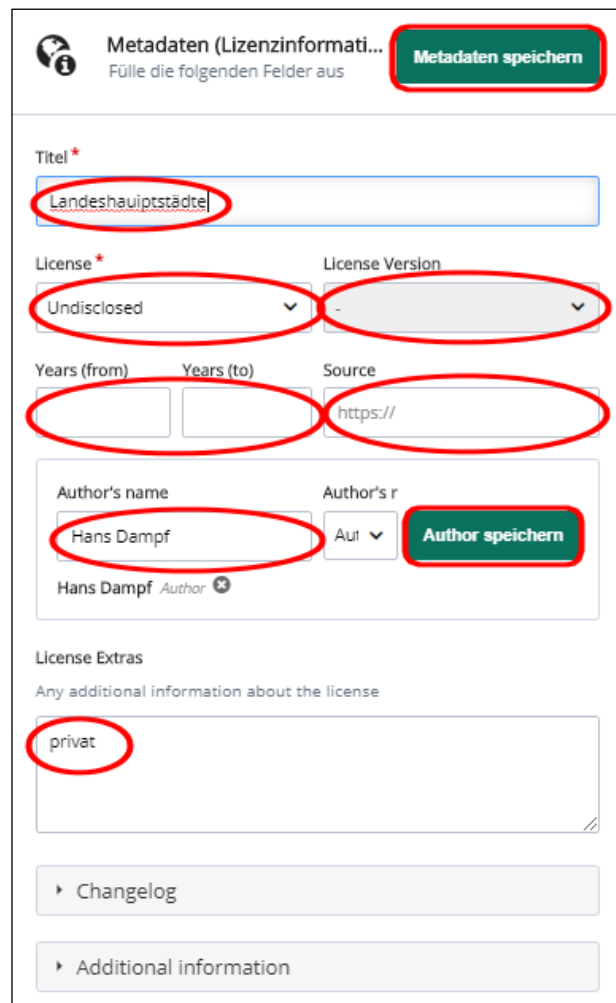 Metadaten (Lizenzinformati...
Fülle die folgenden Felder aus
Metadaten speichern
Titel *
Landeshauiptstädte
License *
License Version
Undisclosed
-
Years (from)
Years (to)
Source
https://
Author's name
Author's r
Hans Dampf
Aut
Author speichern
Hans Dampf Author
License Extras
Any additional information about the license
privat
Changelog
Additional information